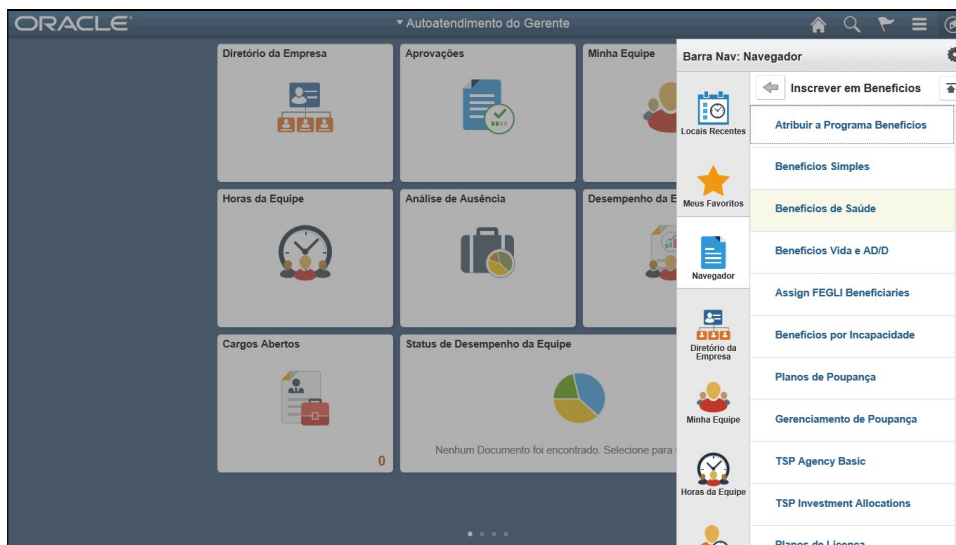 ORACLE
Autoatendimento do Gerente
Diretório da Empresa
Aprovações
Minha Equipe
Horas da Equipe
Análise de Ausência
Desempenho da E
Cargos Abertos
0
Status de Desempenho da Equipe
Nenhum Documento foi encontrado. Selecione para
Barra Nav: Navegador
Locais Recentes
Meus Favoritos
Navegador
Diretório da
Empresa
Minha Equipe
Horas da Equipe
Inscrever em Benefícios
Atribuir a Programa Benefícios
Benefícios Simples
Benefícios de Saúde
Benefícios Vida e AD/D
Assign FEGLI Beneficiaries
Benefícios por Incapacidade
Planos de Poupança
Gerenciamento de Poupança
TSP Agency Basic
TSP Investment Allocations
Planos de Licença